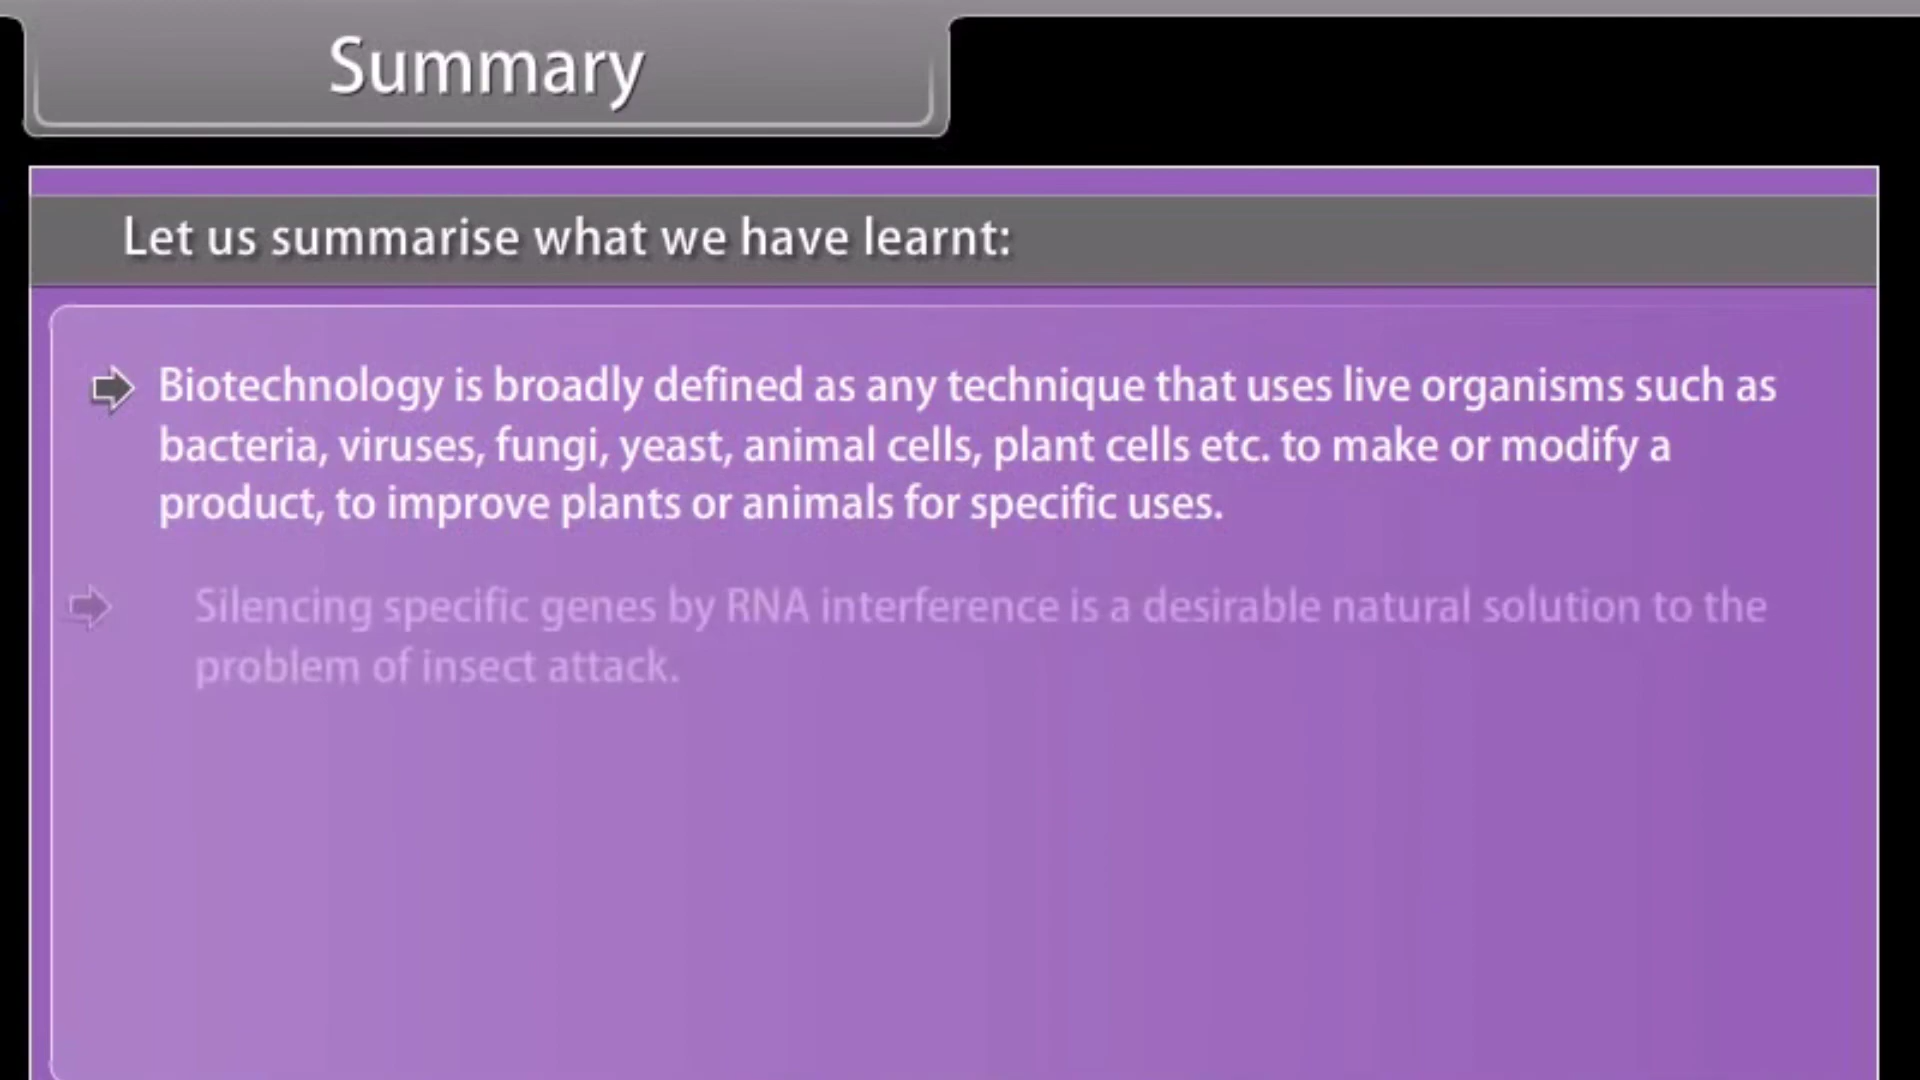 Summary
Let us summarise what we have learnt:
Biotechnology is broadly defined as any technique that uses live organisms such as
bacteria, viruses, fungi, yeast, animal cells, plant cells etc. to make or modify a
product, to improve plants or animals for specific uses.
Silencing specific genes by RNA interference is a desirable natural solution to the
problem of insect attack.